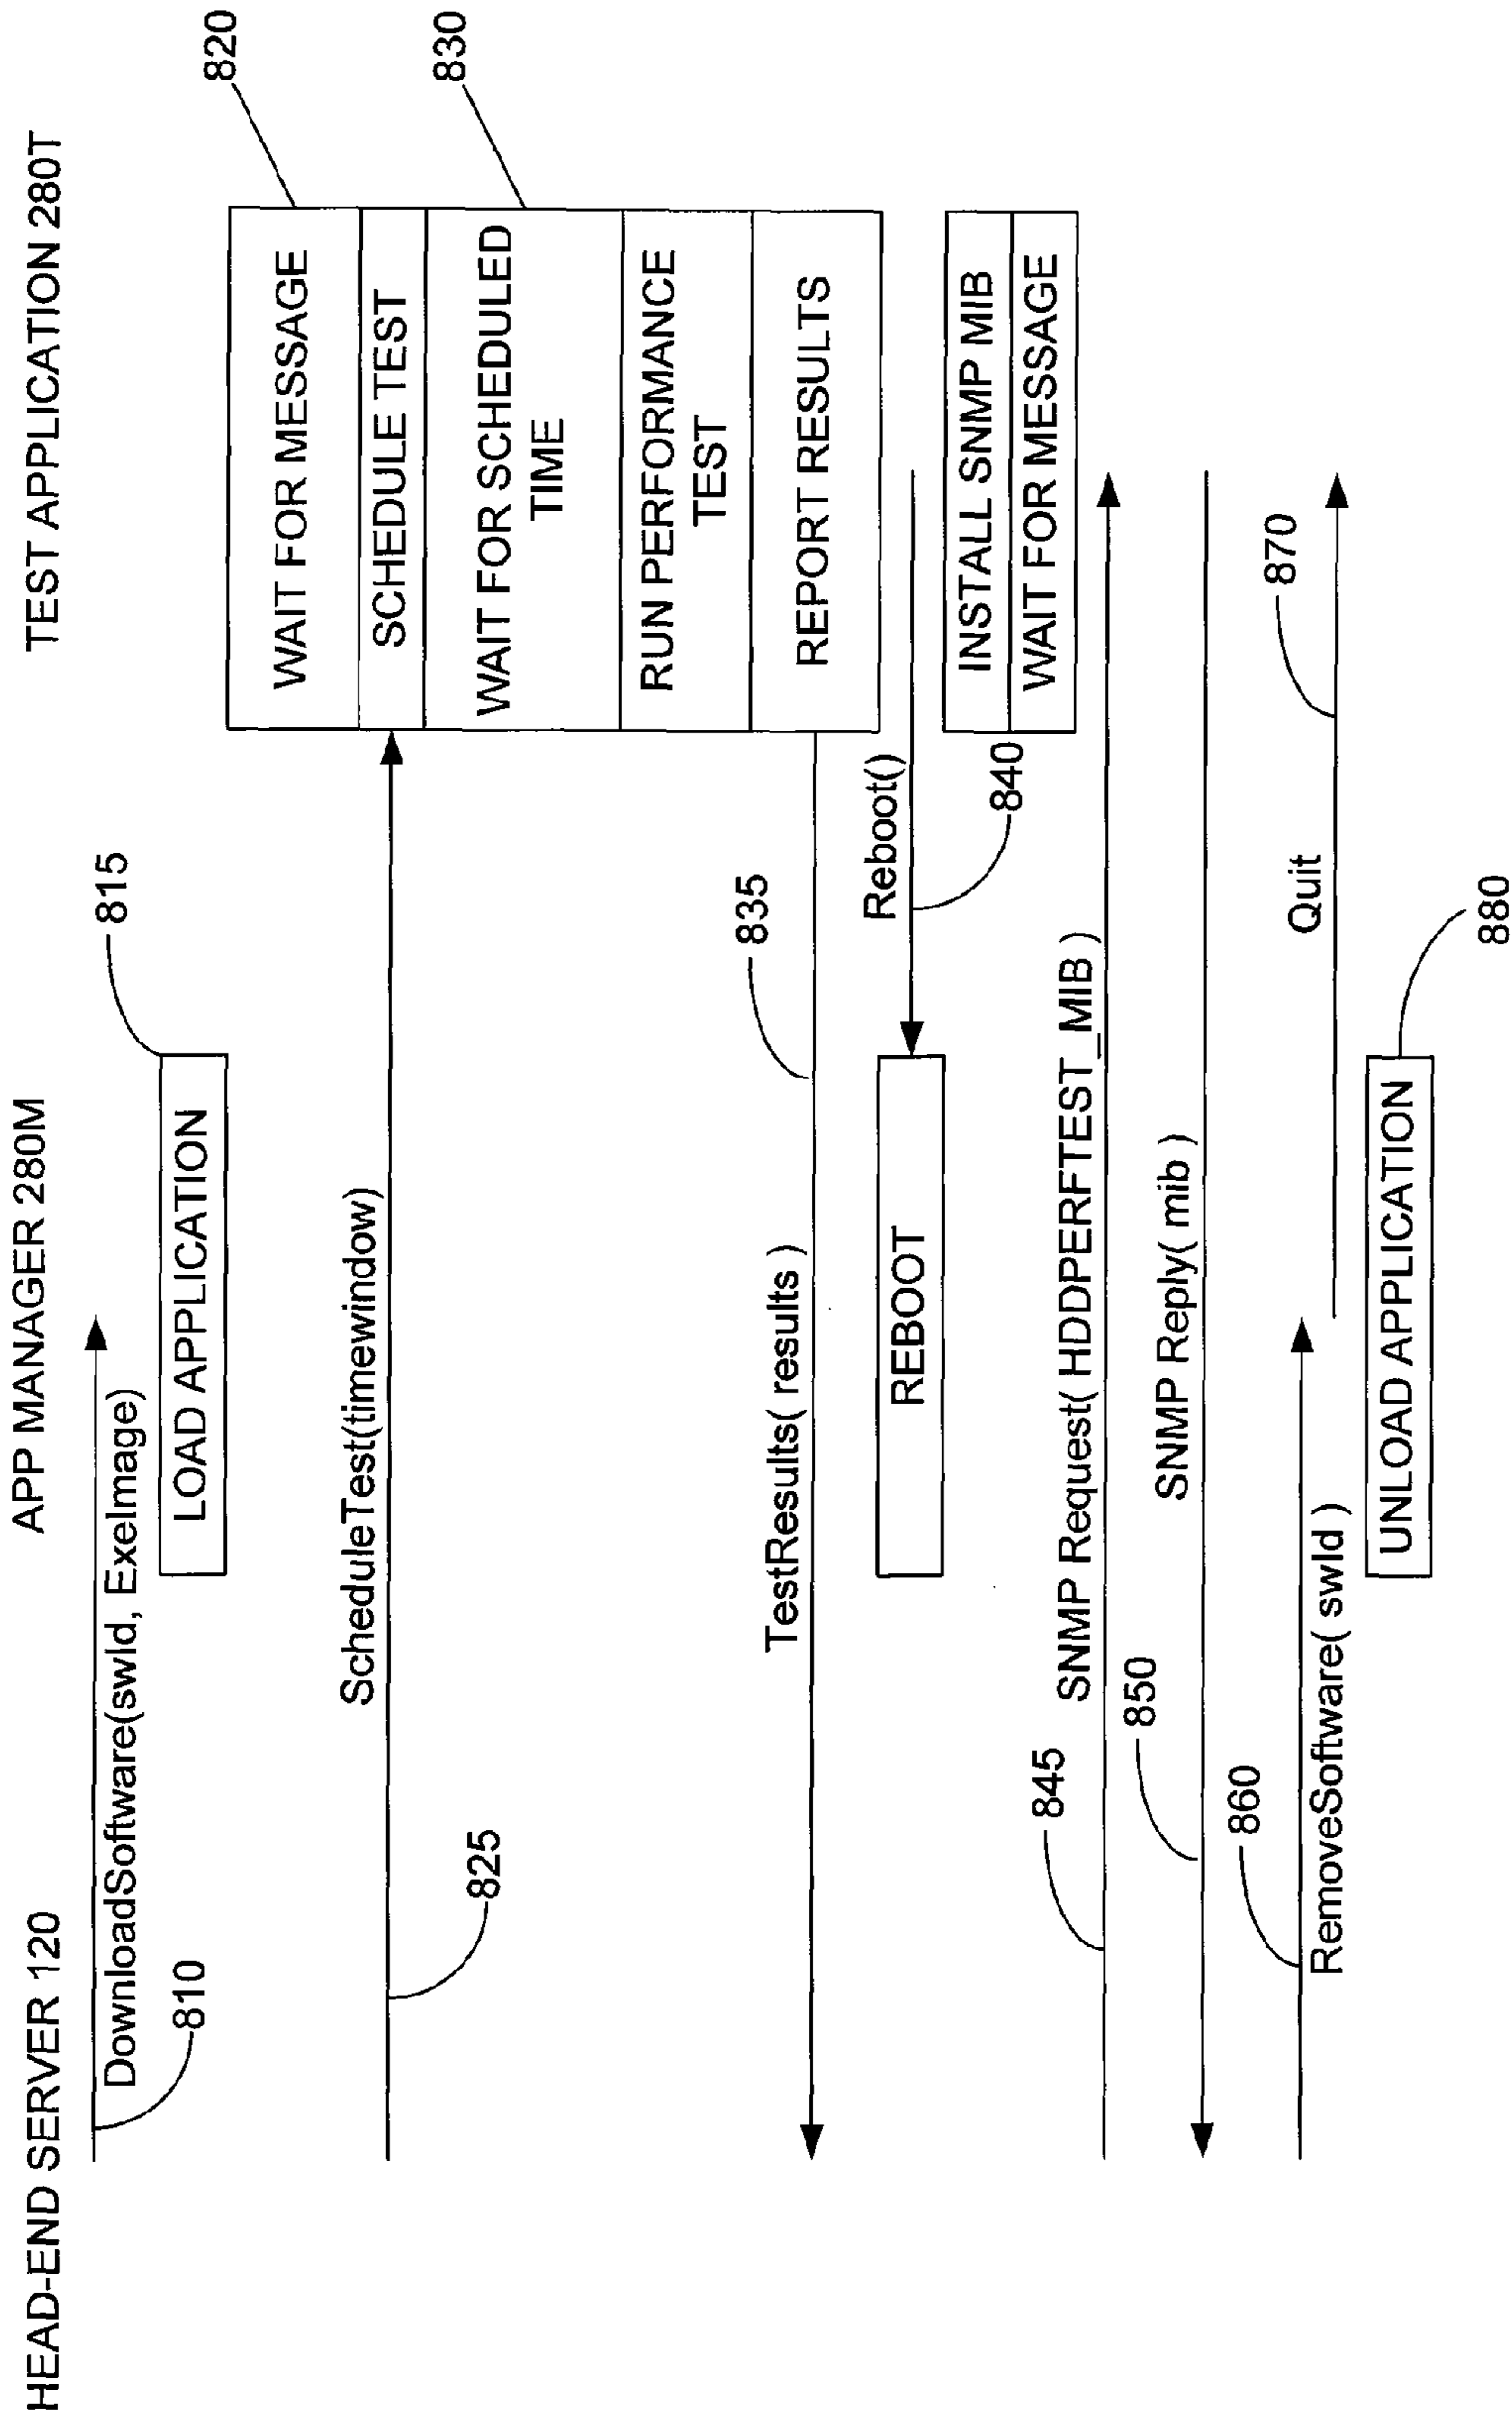 HEAD-END SERVER 120
APP MANAGER 280M
TEST APPLICATION 280T
DownloadSoftware(swId, ExeImage)
810
815
LOAD APPLICATION
820
WAIT FOR MESSAGE
ScheduleTest(timewindow)
825
SCHEDULE TEST
830
WAIT FOR SCHEDULED
TIME
RUN PERFORMANCE
TEST
TestResults( results )
835
REPORT RESULTS
Reboot()
840
REBOOT
INSTALL SNMP MIB
WAIT FOR MESSAGE
845
SNMP Request( HDDPERFTEST_MIB )
850
SNMP Reply( mib )
860
RemoveSoftware( swId )
Quit
870
UNLOAD APPLICATION
880